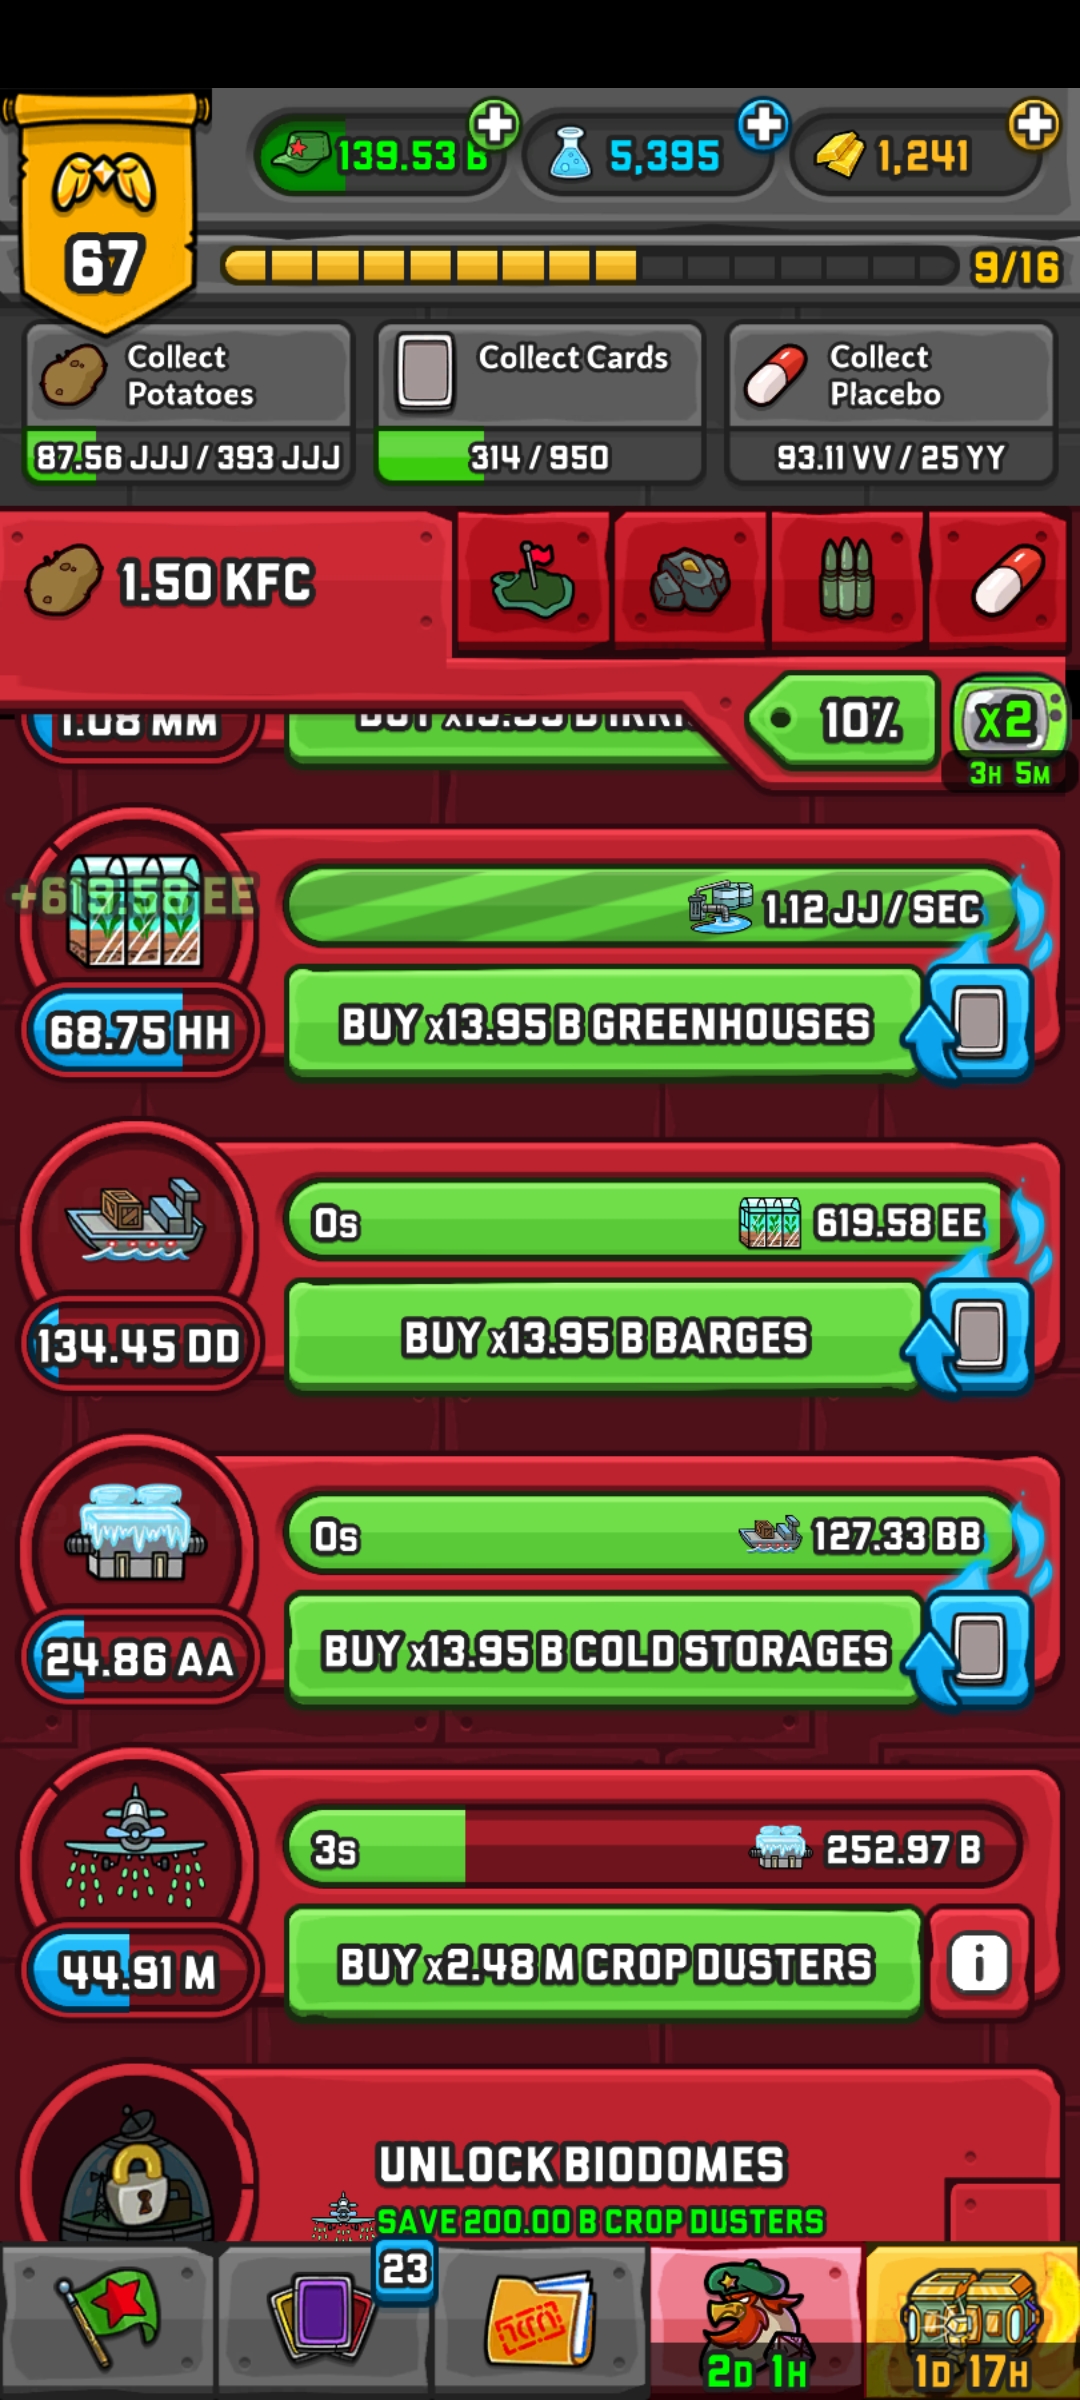 139.53 B
5,395
1,241
67
9/16
Collect
Potatoes
Collect Cards
Collect
Placebo
87.56 JJJ / 393 JJJ
314 / 950
93.11 VV / 25 YY
1.50 KFC
10%
x2
3H 5M
1.08 MM
+619.58 EE
1.12 JJ / SEC
68.75 HH
BUY x13.95 B GREENHOUSES
0s
619.58 EE
134.45 DD
BUY x13.95 B BARGES
0s
127.33 BB
24.86 AA
BUY x13.95 B COLD STORAGES
3s
252.97 B
44.91 M
BUY x2.48 M CROP DUSTERS
i
UNLOCK BIODOMES
SAVE 200.00 B CROP DUSTERS
23
2D 1H
1D 17H